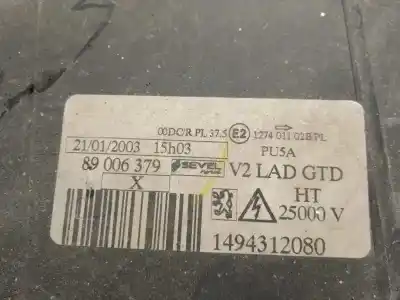 00DC/R PL 37.5 E2 1274 011 02B PL
21/01/2003 15h03 PU5A
89 006 379 SEVEL V2 LAD GTD
X HT
25000 V
1494312080